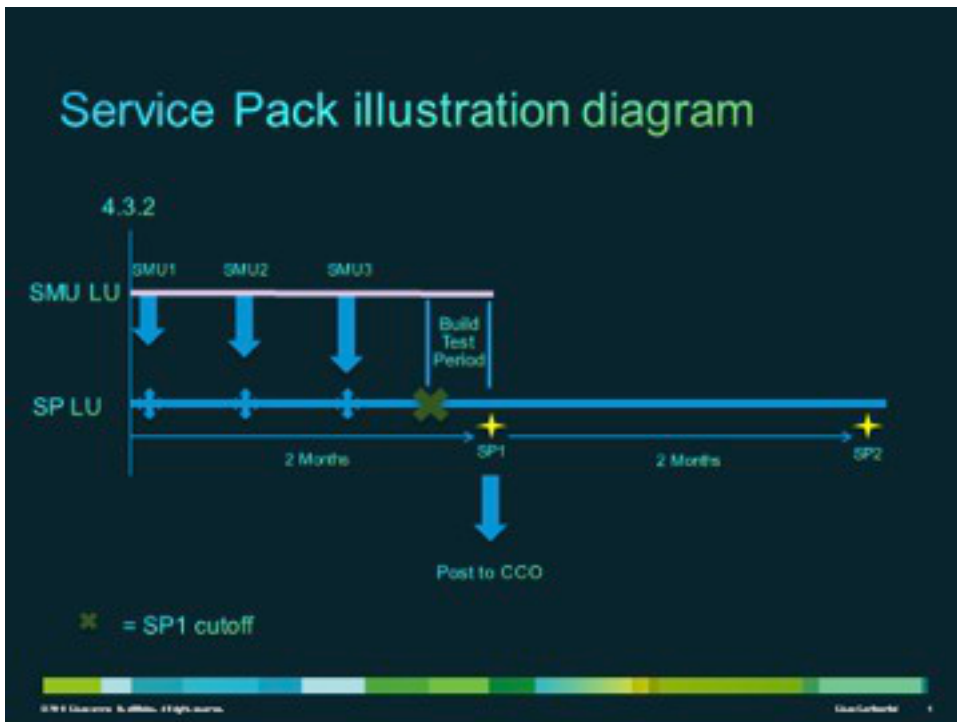 Service Pack illustration diagram
4.3.2
SMU1 SMU2 SMU3
SMU LU
Build
Test
Period
SP LU
2 Months
SP1
2 Months
SP2
Post to CCO
= SP1 cutoff